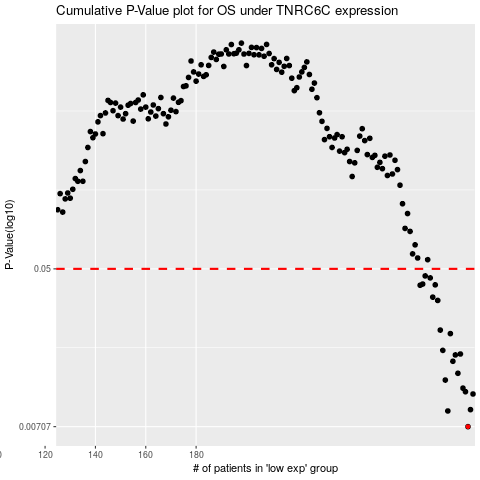 Cumulative P-Value plot for OS under TNRC6C expression
P-Value(log10)
0.05
0.00707
0
120
140
160
180
# of patients in 'low exp' group